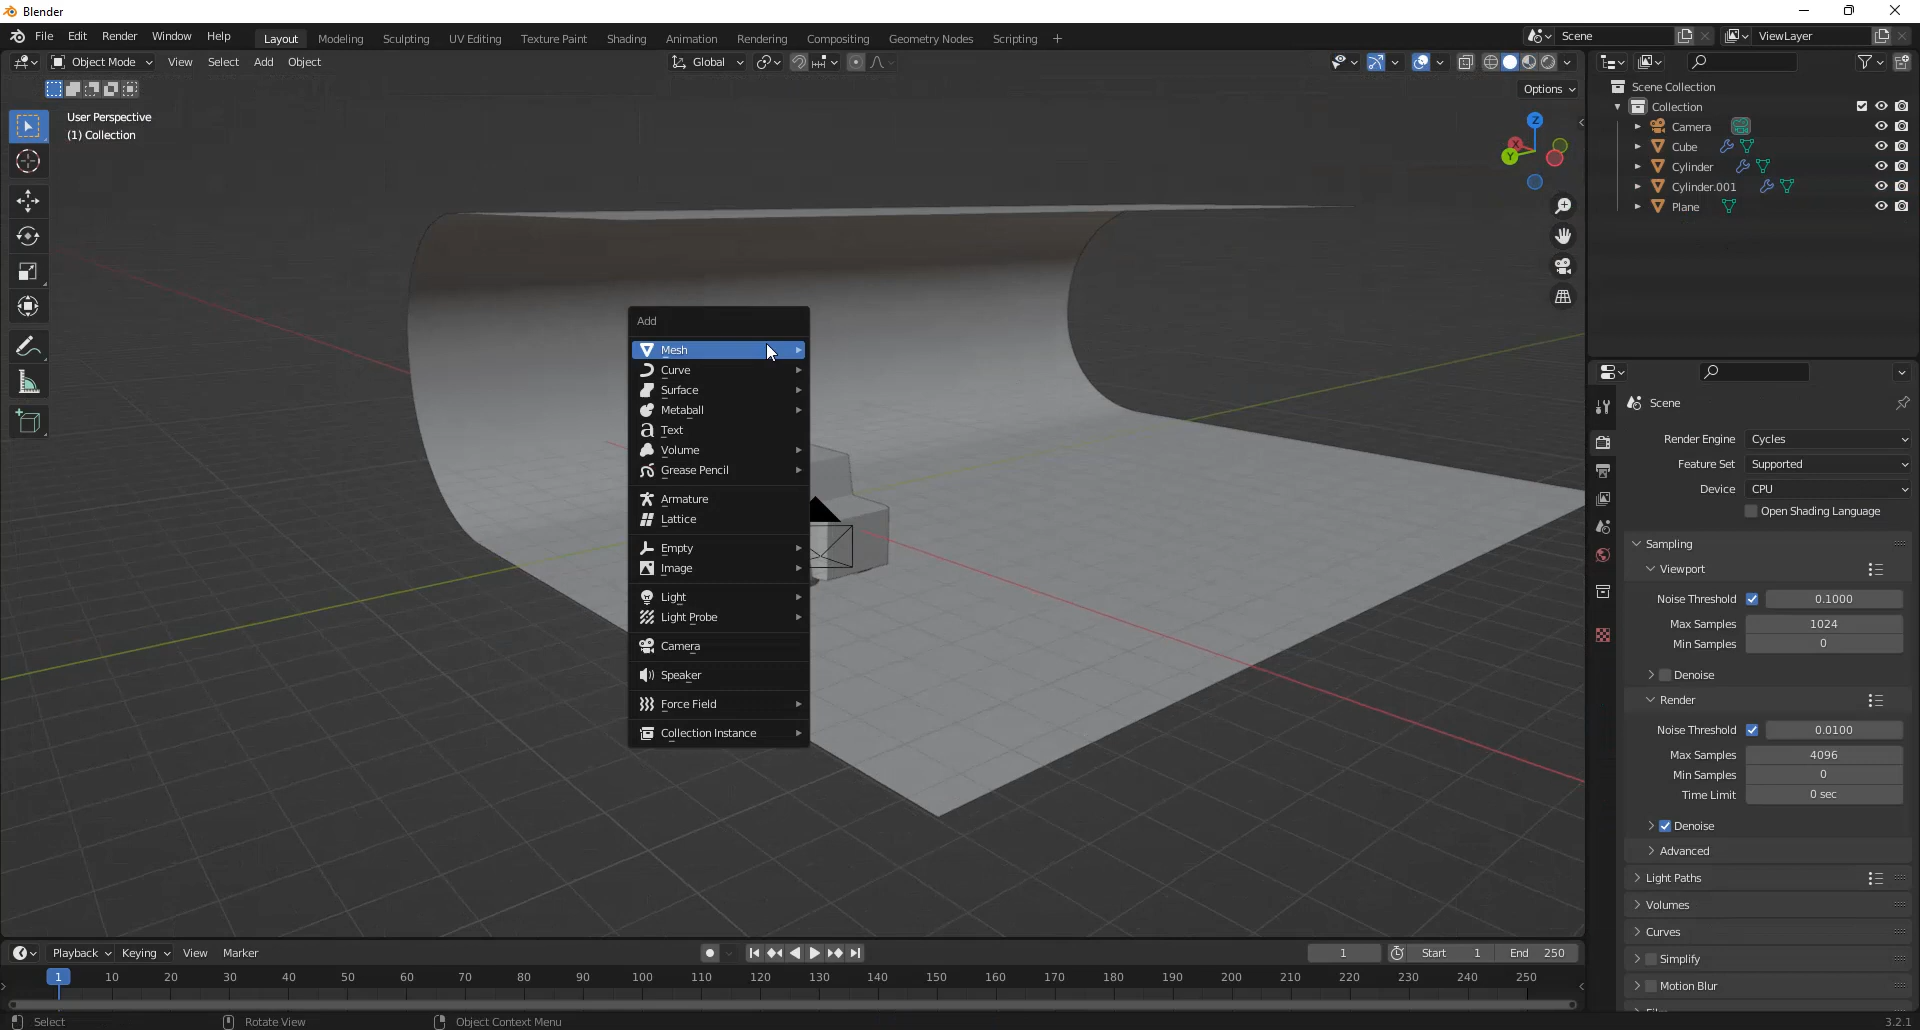 Blender
File Edit Render Window Help Layout Modeling Sculpting UV Editing Texture Paint Shading Animation Rendering Compositing Geometry Nodes Scripting + Scene ViewLayer
Object Mode View Select Add Object Global
Options
User Perspective
(1) Collection
Z
X
Y
Add
Mesh
Curve
Surface
Metaball
Text
Volume
Grease Pencil
Armature
Lattice
Empty
Image
Light
Light Probe
Camera
Speaker
Force Field
Collection Instance
Scene Collection
Collection
Camera
Cube
Cylinder
Cylinder.001
Plane
Scene
Render Engine Cycles
Feature Set Supported
Device CPU
Open Shading Language
Sampling
Viewport
Noise Threshold 0.1000
Max Samples 1024
Min Samples 0
Denoise
Render
Noise Threshold 0.0100
Max Samples 4096
Min Samples 0
Time Limit 0 sec
Denoise
Advanced
Light Paths
Volumes
Curves
Simplify
Motion Blur
Playback Keying View Marker 1 Start 1 End 250
1 10 20 30 40 50 60 70 80 90 100 110 120 130 140 150 160 170 180 190 200 210 220 230 240 250
Select Rotate View Object Context Menu 3.2.1